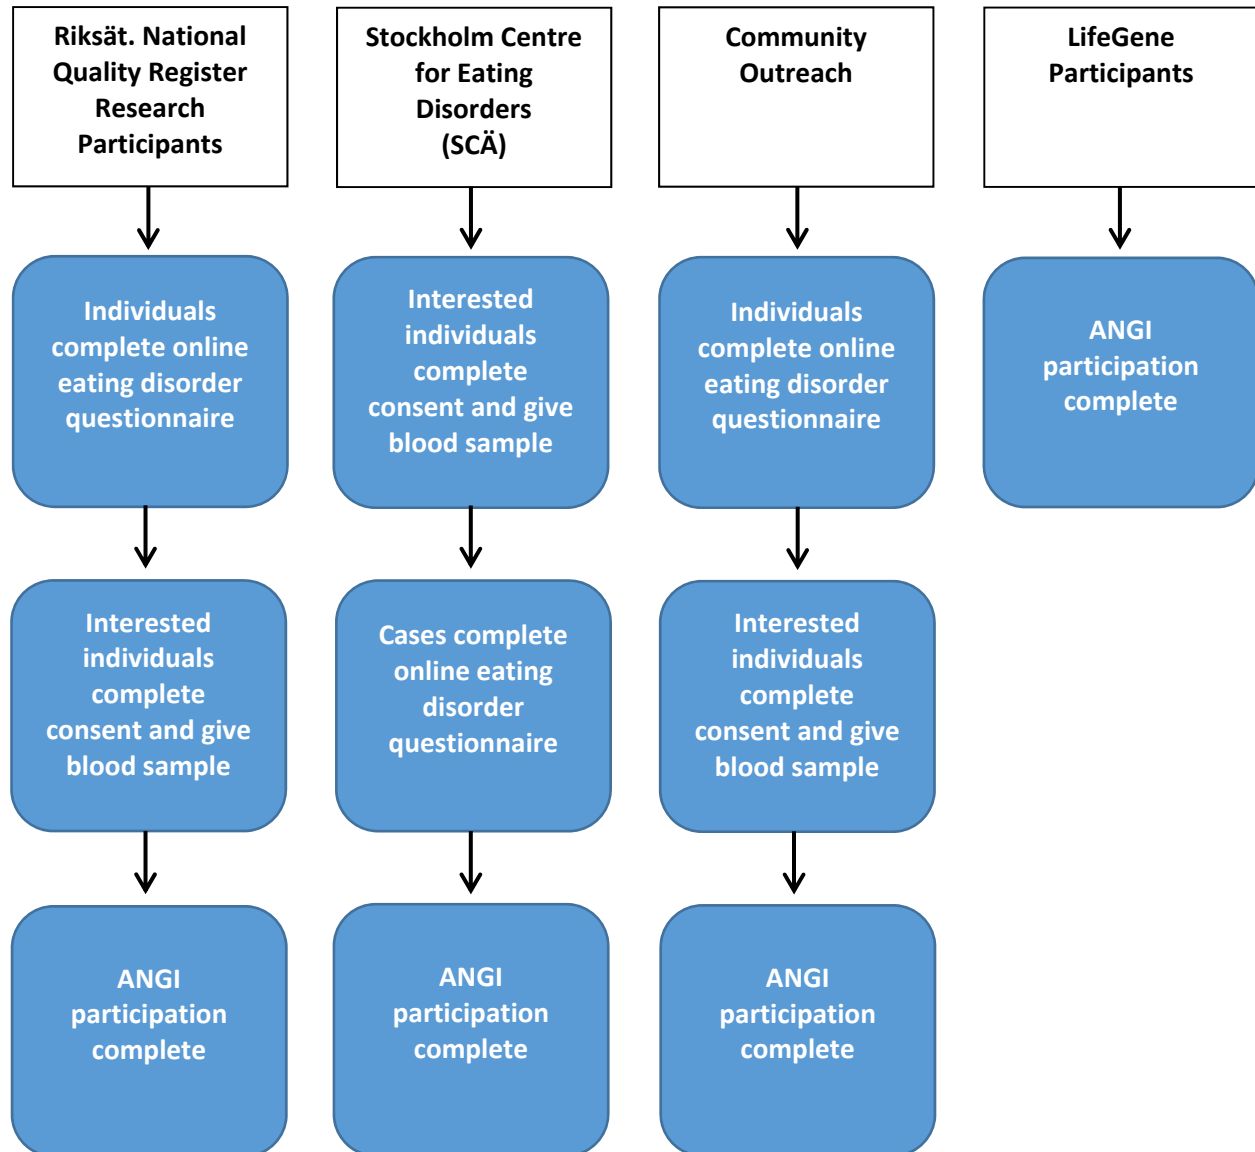 Riksät. National
Quality Register
Research
Participants
Stockholm Centre
for Eating
Disorders
(SCÄ)
Community
Outreach
LifeGene
Participants
Individuals
complete online
eating disorder
questionnaire
Interested
individuals
complete
consent and give
blood sample
Individuals
complete online
eating disorder
questionnaire
ANGI
participation
complete
Interested
individuals
complete
consent and give
blood sample
Cases complete
online eating
disorder
questionnaire
Interested
individuals
complete
consent and give
blood sample
ANGI
participation
complete
ANGI
participation
complete
ANGI
participation
complete